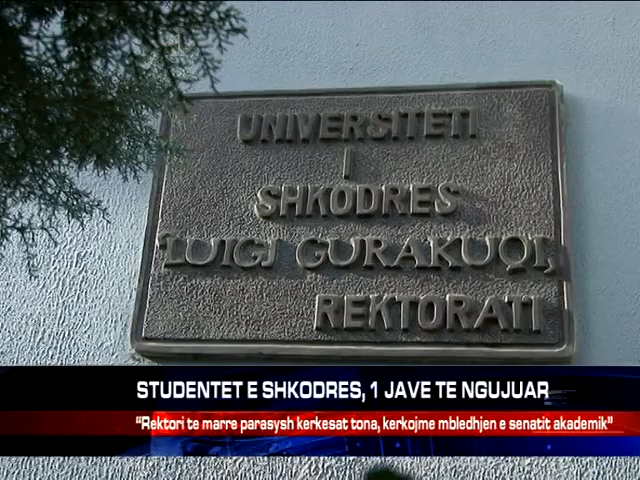 UNIVERSITETI
I
SHKODRES
"LUIGJ GURAKUQI,,
REKTORATI
STUDENTET E SHKODRES, 1 JAVE TE NGUJUAR
“Rektori te marre parasysh kerkesat tona, kerkojme mbledhjen e senatit akademik”